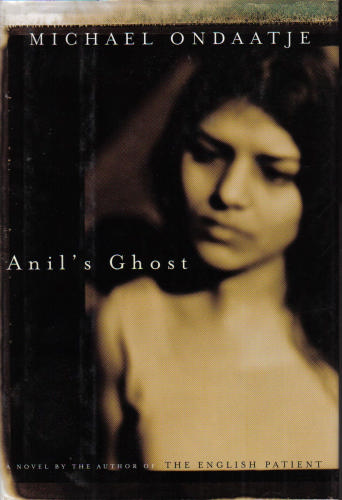 MICHAEL ONDAATJE
Anil's Ghost
A NOVEL BY THE AUTHOR OF THE ENGLISH PATIENT